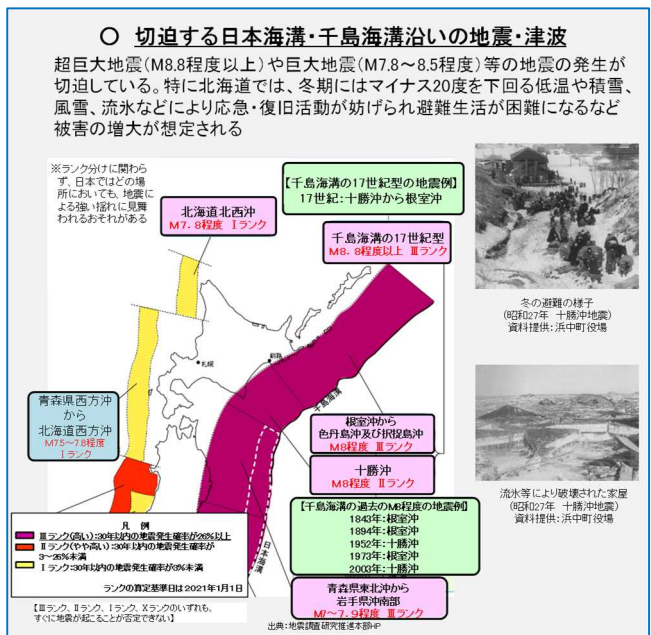 〇 切迫する日本海溝・千島海溝沿いの地震・津波
超巨大地震(M8.8程度以上)や巨大地震(M7.8～8.5程度)等の地震の発生が
切迫している。特に北海道では、冬期にはマイナス20度を下回る低温や積雪、
風雪、流氷などにより応急・復旧活動が妨げられ避難生活が困難になるなど
被害の増大が想定される
※ランク分けに関わら
ず、日本ではどの場
所においても、地震に
よる強い揺れに見舞
われるおそれがある
【千島海溝の17世紀型の地震例】
17世紀:十勝沖から根室沖
北海道北西沖
M7.8程度 Ⅰランク
千島海溝の17世紀型
M8.8程度以上 Ⅲランク
冬の避難の様子
(昭和27年 十勝沖地震)
資料提供:浜中町役場
札幌
釧路
千島海溝
青森県西方沖
から
北海道西方沖
M7.5～7.8程度
Ⅰランク
根室沖から
色丹島沖及び択捉島沖
M8程度 Ⅲランク
十勝沖
M8程度 Ⅱランク
流氷等により破壊された家屋
(昭和27年 十勝沖地震)
資料提供:浜中町役場
【千島海溝の過去のM8程度の地震例】
1843年:根室沖
1894年:根室沖
1952年:十勝沖
1973年:根室沖
2003年:十勝沖
日本海溝
凡 例
Ⅲランク(高い):30年以内の地震発生確率が26%以上
Ⅱランク(やや高い):30年以内の地震発生確率が
3～26%未満
Ⅰランク:30年以内の地震発生確率が3%未満
ランクの算定基準日は2021年1月1日
青森県東北沖から
岩手県沖南部
M7～7.9程度 Ⅲランク
【Ⅲランク、Ⅱランク、Ⅰランク、Xランクのいずれも、
すぐに地震が起こることが否定できない】
出典:地震調査研究推進本部HP